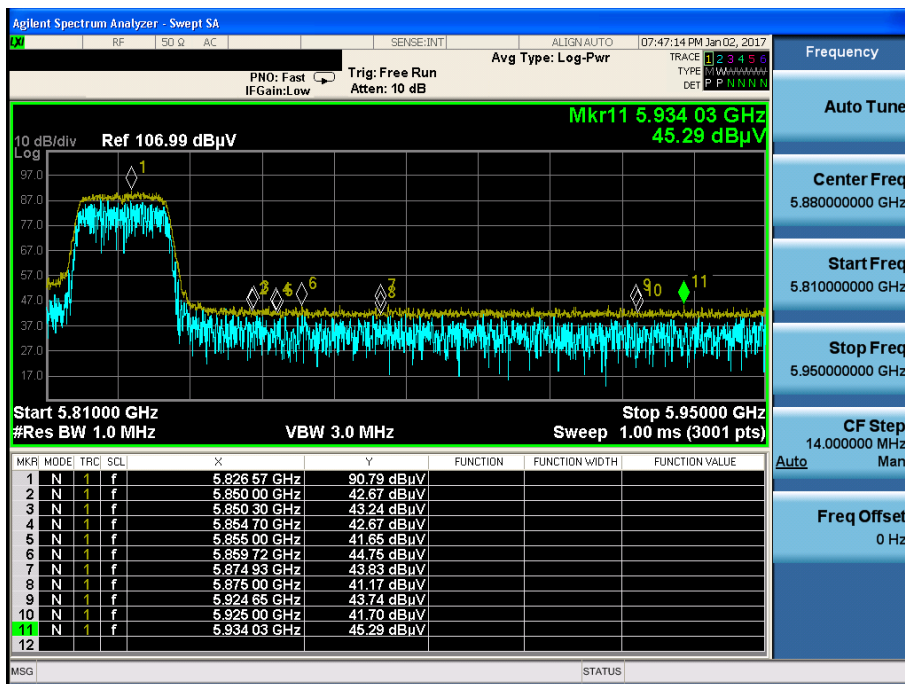 Agilent Spectrum Analyzer - Swept SA
LXI RF 50 Ω AC SENSE:INT ALIGN AUTO 07:47:14 PM Jan 02, 2017
Avg Type: Log-Pwr TRACE 1 2 3 4 5 6
PNO: Fast Trig: Free Run TYPE M W
IFGain:Low Atten: 10 dB DET P P N N N N
Mkr11 5.934 03 GHz
45.29 dBµV
10 dB/div Ref 106.99 dBµV
Log
97.0
87.0
77.0
67.0
57.0
47.0
37.0
27.0
17.0
1
6
7
8
9
10
11
Start 5.81000 GHz Stop 5.95000 GHz
#Res BW 1.0 MHz VBW 3.0 MHz Sweep 1.00 ms (3001 pts)
MKR MODE TRC SCL X Y FUNCTION FUNCTION WIDTH FUNCTION VALUE
1 N 1 f 5.826 57 GHz 90.79 dBµV
2 N 1 f 5.850 00 GHz 42.67 dBµV
3 N 1 f 5.850 30 GHz 43.24 dBµV
4 N 1 f 5.854 70 GHz 42.67 dBµV
5 N 1 f 5.855 00 GHz 41.65 dBµV
6 N 1 f 5.859 72 GHz 44.75 dBµV
7 N 1 f 5.874 93 GHz 43.83 dBµV
8 N 1 f 5.875 00 GHz 41.17 dBµV
9 N 1 f 5.924 65 GHz 43.74 dBµV
10 N 1 f 5.925 00 GHz 41.70 dBµV
11 N 1 f 5.934 03 GHz 45.29 dBµV
12
MSG STATUS
Frequency
Auto Tune
Center Freq
5.880000000 GHz
Start Freq
5.810000000 GHz
Stop Freq
5.950000000 GHz
CF Step
14.000000 MHz
Auto Man
Freq Offset
0 Hz